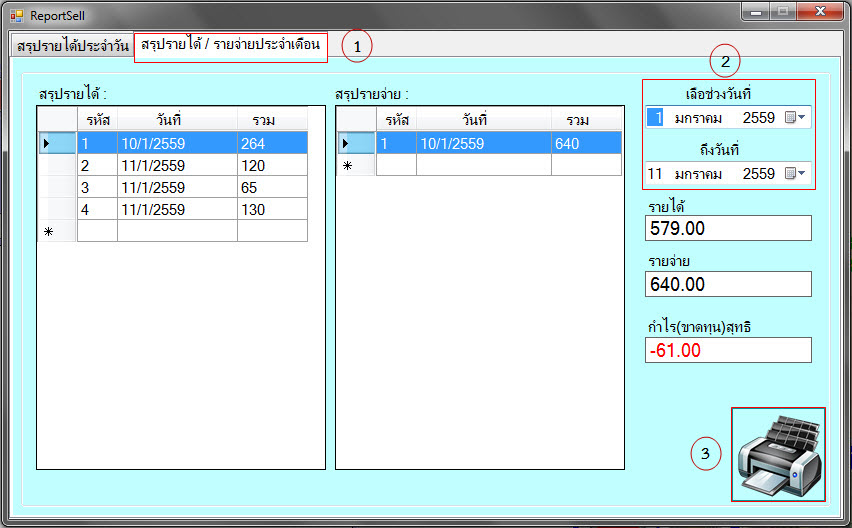 ReportSell
สรุปรายได้ประจำวัน
สรุปรายได้ / รายจ่ายประจำเดือน
1
2
สรุปรายได้ :
รหัส วันที่ รวม
1 10/1/2559 264
2 11/1/2559 120
3 11/1/2559 65
4 11/1/2559 130
สรุปรายจ่าย :
รหัส วันที่ รวม
1 10/1/2559 640
เลือช่วงวันที่
1 มกราคม 2559
ถึงวันที่
11 มกราคม 2559
รายได้
579.00
รายจ่าย
640.00
กำไร(ขาดทุน)สุทธิ
-61.00
3